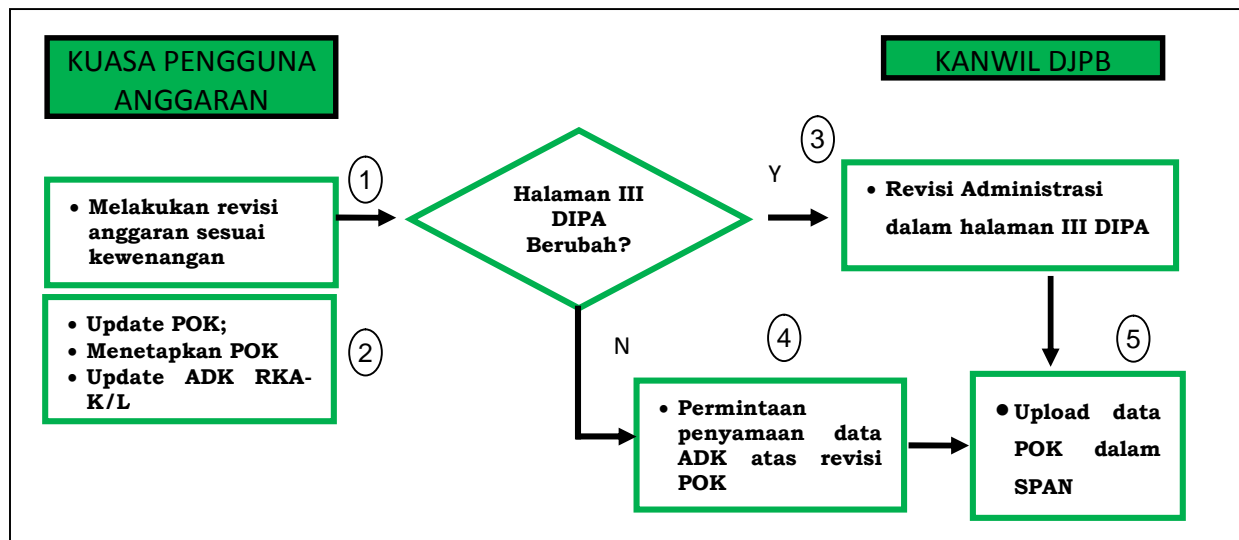 KUASA PENGGUNA
ANGGARAN
KANWIL DJPB
1
• Melakukan revisi
anggaran sesuai
kewenangan
• Update POK;
• Menetapkan POK
• Update ADK RKA-
K/L
2
Halaman III
DIPA
Berubah?
Y
3
• Revisi Administrasi
dalam halaman III DIPA
N
4
• Permintaan
penyamaan data
ADK atas revisi
POK
5
• Upload data
POK dalam
SPAN